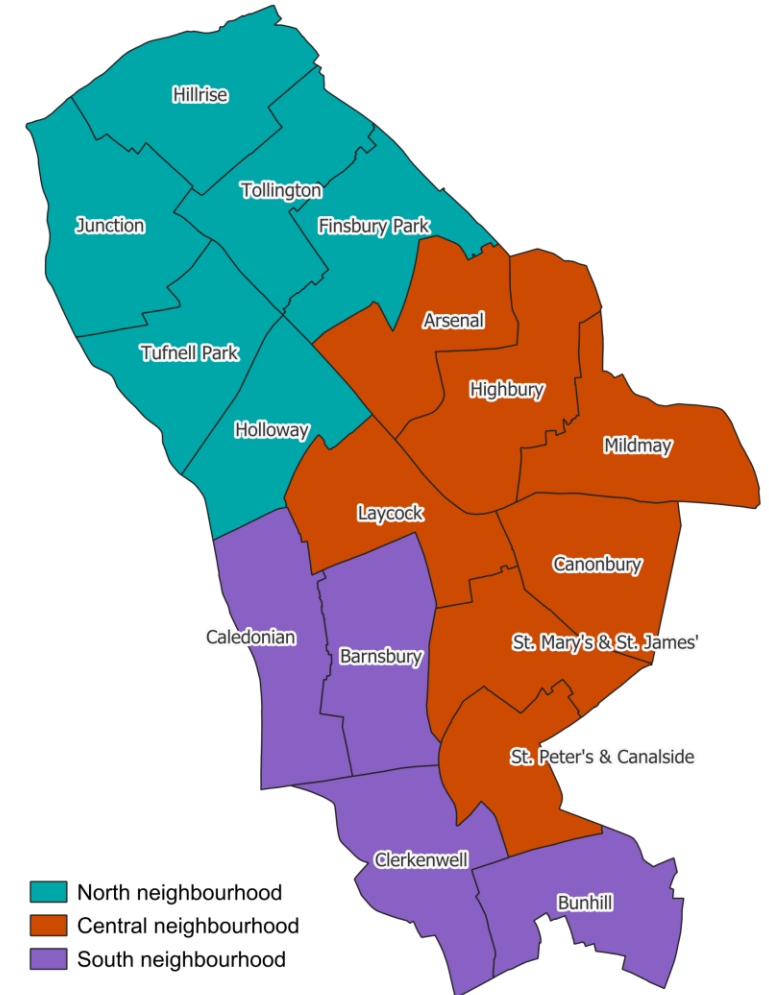 Hillrise
Tollington
Junction
Finsbury Park
Arsenal
Tufnell Park
Highbury
Holloway
Mildmay
Laycock
Canonbury
Caledonian
St. Mary's & St. James'
Barnsbury
St. Peter's & Canalside
Clerkenwell
Bunhill
North neighbourhood
Central neighbourhood
South neighbourhood